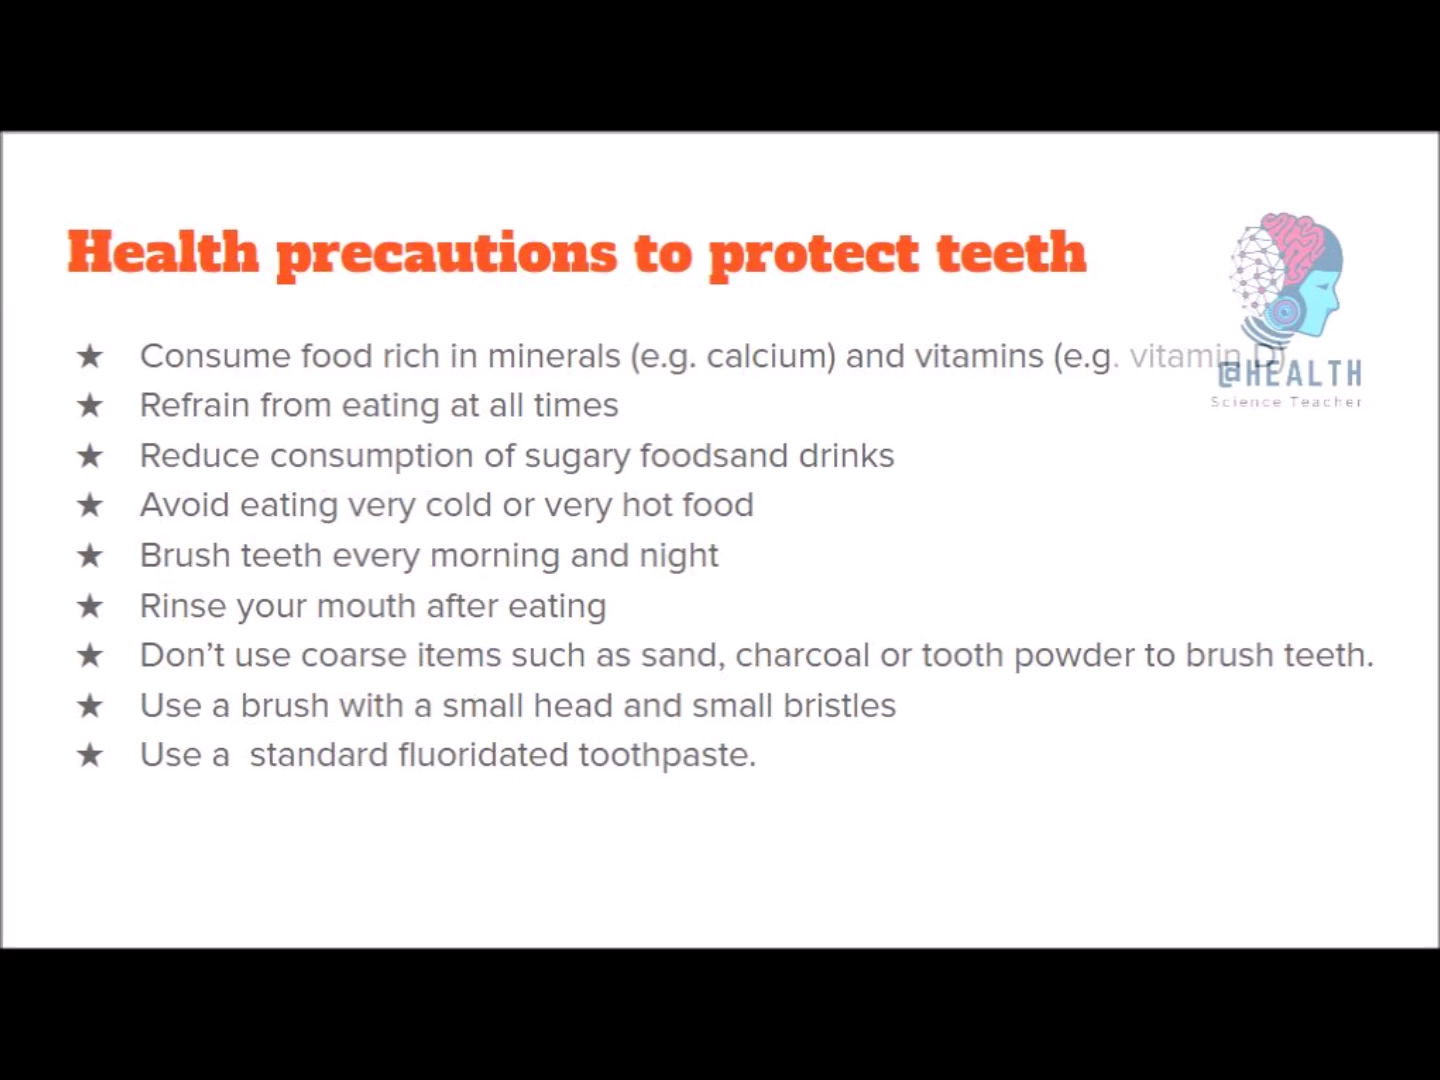 Health precautions to protect teeth
★ Consume food rich in minerals (e.g. calcium) and vitamins (e.g. vitamin D)
★ Refrain from eating at all times
★ Reduce consumption of sugary foodsand drinks
★ Avoid eating very cold or very hot food
★ Brush teeth every morning and night
★ Rinse your mouth after eating
★ Don't use coarse items such as sand, charcoal or tooth powder to brush teeth.
★ Use a brush with a small head and small bristles
★ Use a  standard fluoridated toothpaste.
@HEALTH
Science Teacher